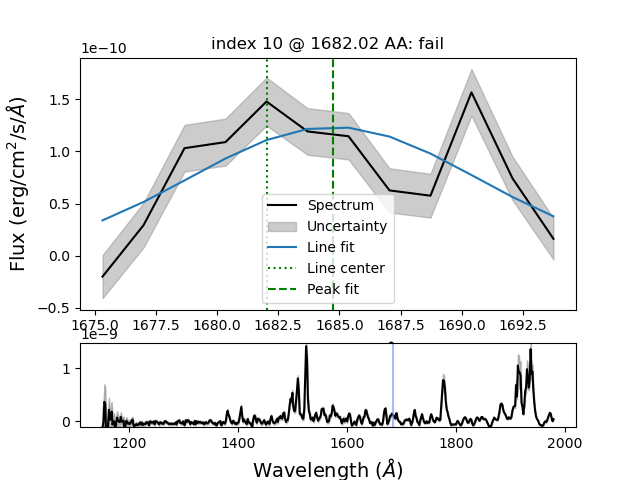 index 10 @ 1682.02 AA: fail
1e−10
1.5
1.0
0.5
0.0
−0.5
Flux (erg/cm²/s/Å)
Spectrum
Uncertainty
Line fit
Line center
Peak fit
1675.0 1677.5 1680.0 1682.5 1685.0 1687.5 1690.0 1692.5
1e−9
1
0
1200 1400 1600 1800 2000
Wavelength (Å)